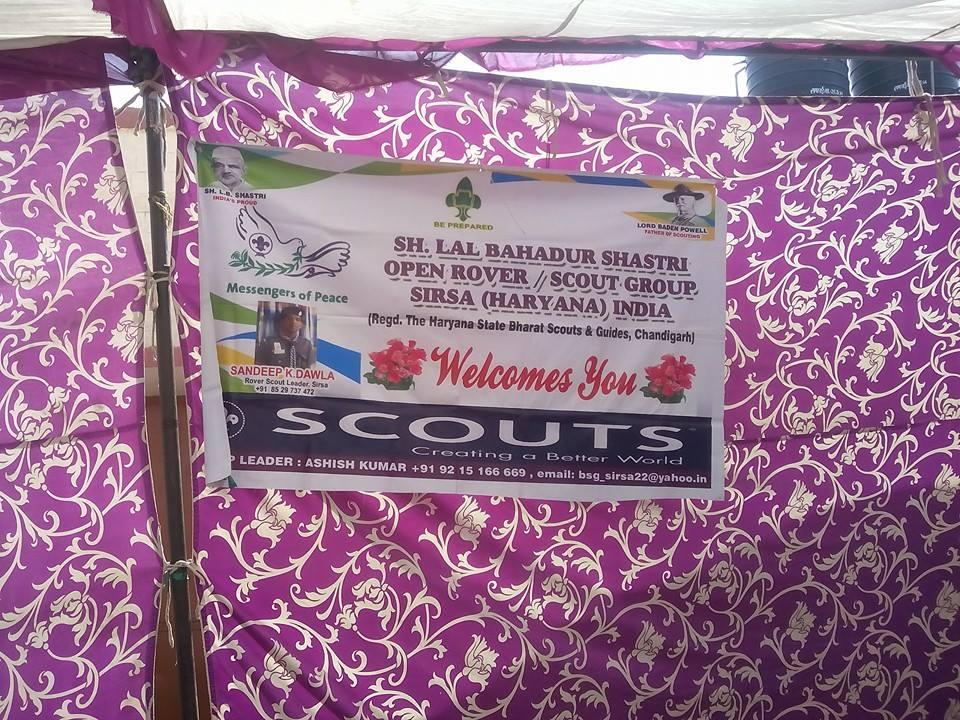 SH. L.B. SHASTRI
INDIA'S PROUD
BE PREPARED
LORD BADEN POWELL
FATHER OF SCOUTING
SH. LAL BAHADUR SHASTRI
OPEN ROVER // SCOUT GROUP
SIRSA (HARYANA) INDIA
(Regd. The Haryana State Bharat Scouts & Guides, Chandigarh)
Messengers of Peace
SANDEEP K.DAWLA
Rover Scout Leader, Sirsa
+91 85 29 737 472
Welcomes You
SCOUTS
Creating a Better World
P LEADER : ASHISH KUMAR +91 92 15 166 669 , email: bsg_sirsa22@yahoo.in